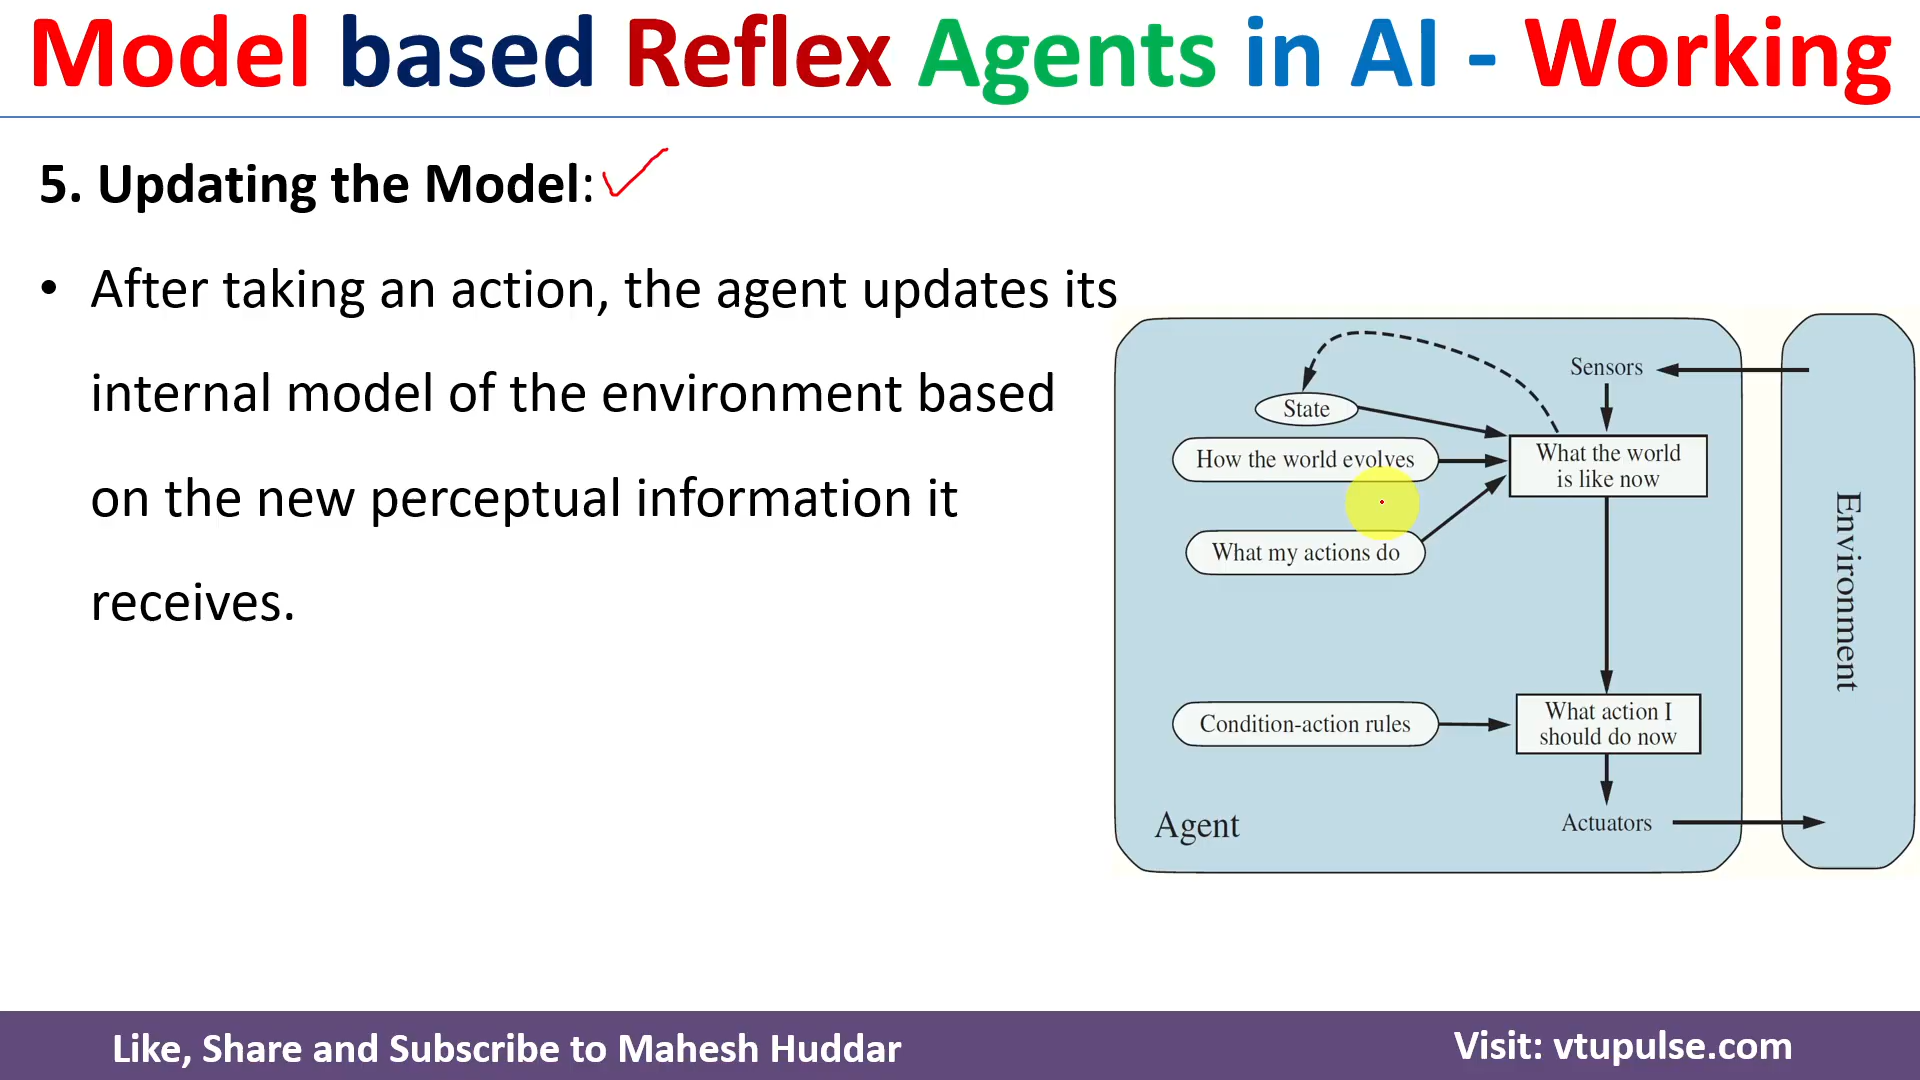 Model based Reflex Agents in AI - Working
5. Updating the Model:
• After taking an action, the agent updates its
internal model of the environment based
on the new perceptual information it
receives.
Sensors
State
How the world evolves
What the world
is like now
What my actions do
Environment
Condition-action rules
What action I
should do now
Agent
Actuators
Like, Share and Subscribe to Mahesh Huddar
Visit: vtupulse.com